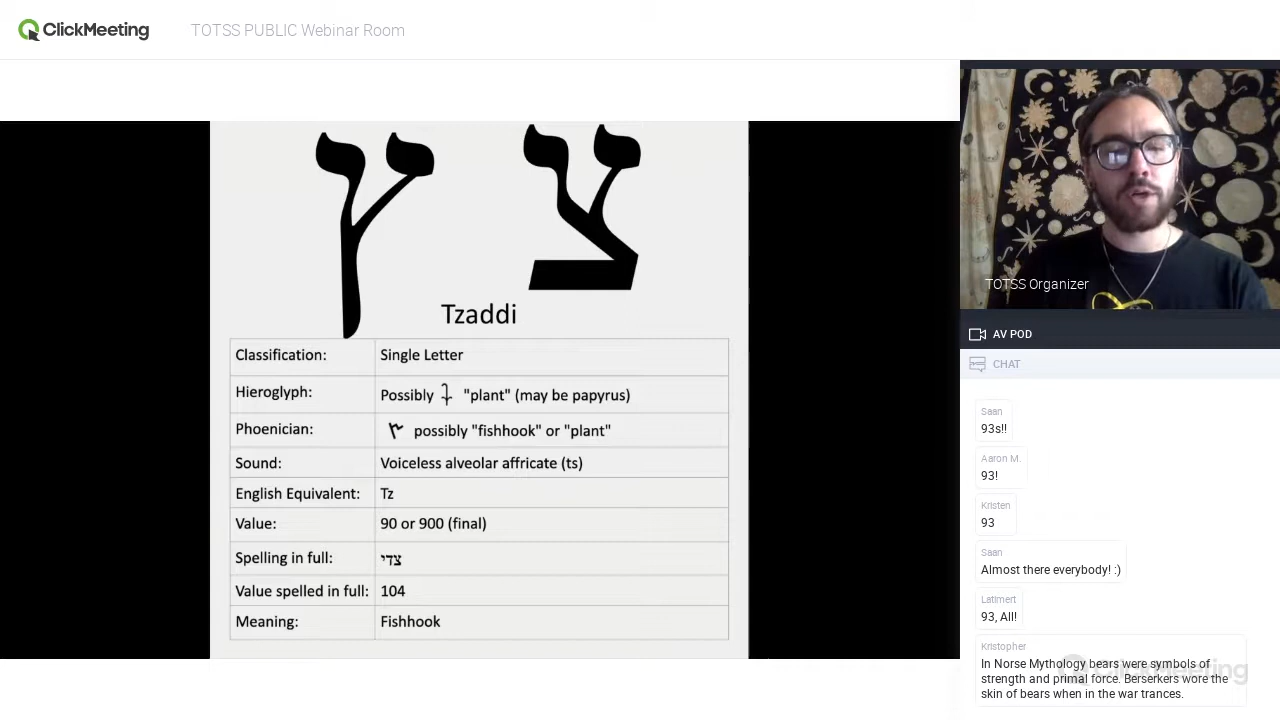 ClickMeeting
TOTSS PUBLIC Webinar Room
ץ צ
Tzaddi
Classification: Single Letter
Hieroglyph: Possibly "plant" (may be papyrus)
Phoenician: 𐤑 possibly "fishhook" or "plant"
Sound: Voiceless alveolar affricate (ts)
English Equivalent: Tz
Value: 90 or 900 (final)
Spelling in full: צדי
Value spelled in full: 104
Meaning: Fishhook
TOTSS Organizer
AV POD
CHAT
Saan
93s!!
Aaron M.
93!
Kristen
93
Saan
Almost there everybody! :)
Latimert
93, All!
Kristopher
In Norse Mythology bears were symbols of
strength and primal force. Berserkers wore the
skin of bears when in the war trances.
ClickMeeting